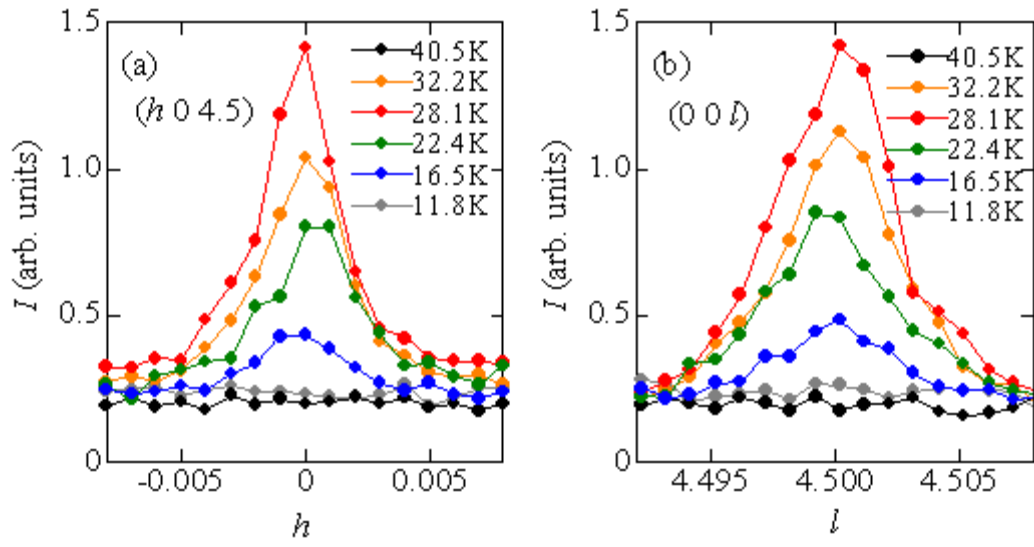 1.5
1.0
0.5
0
I (arb. units)
(a)
(h 0 4.5)
40.5K
32.2K
28.1K
22.4K
16.5K
11.8K
-0.005
0
0.005
h
1.5
1.0
0.5
0
I (arb. units)
(b)
(0 0 l)
40.5K
32.2K
28.1K
22.4K
16.5K
11.8K
4.495
4.500
4.505
l